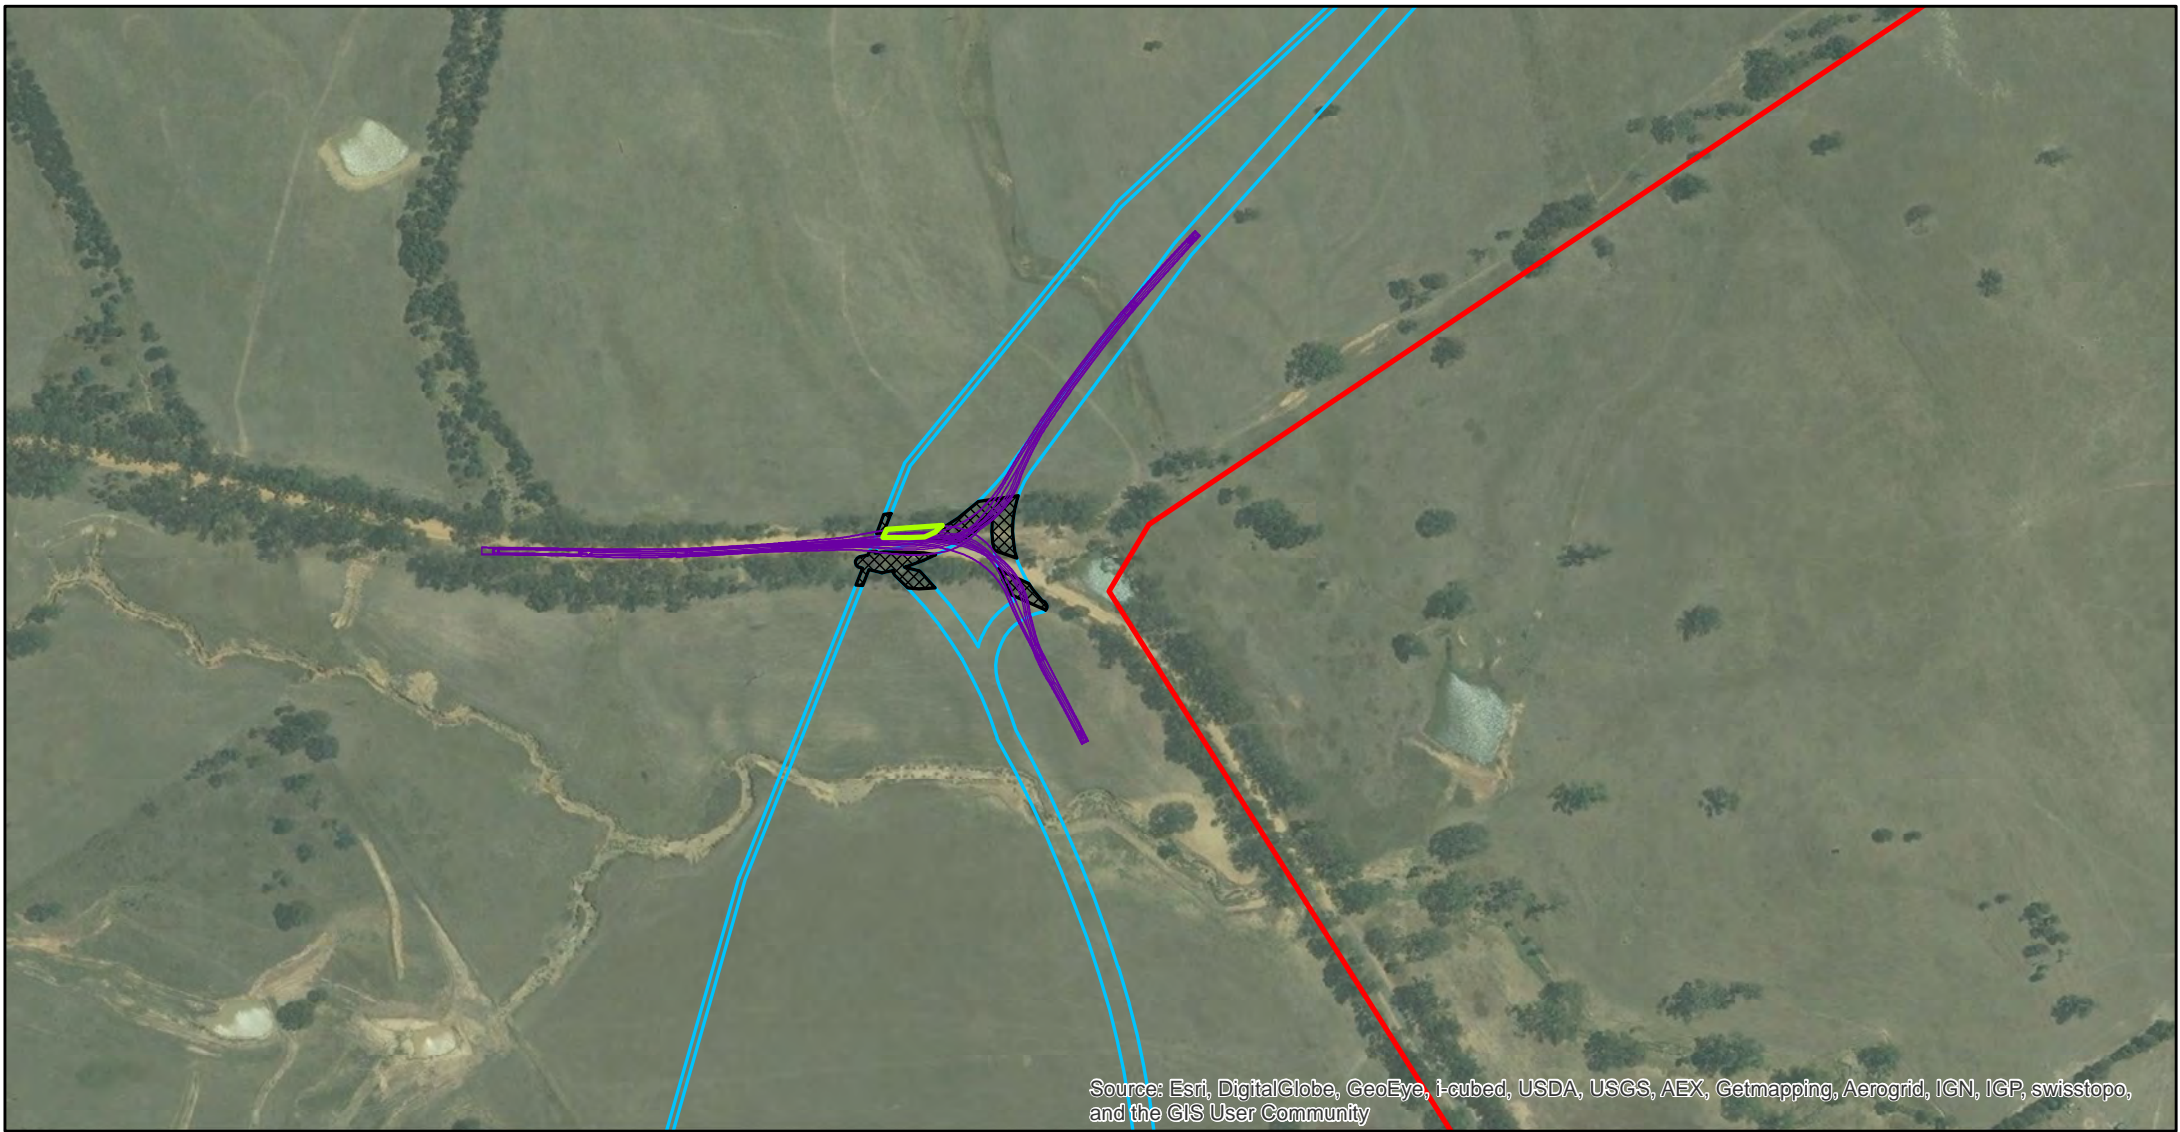 Source: Esri, DigitalGlobe, GeoEye, i-cubed, USDA, USGS, AEX, Getmapping, Aerogrid, IGN, IGP, swisstopo,
and the GIS User Community